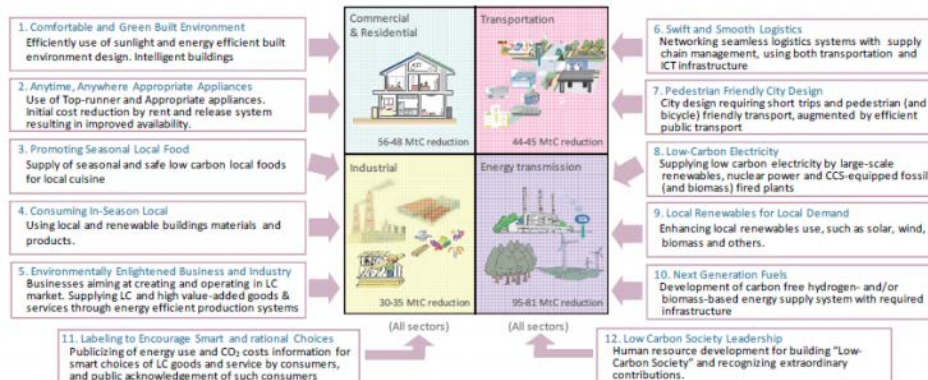 1. Comfortable and Green Built Environment
Efficiently use of sunlight and energy efficient built
environment design. Intelligent buildings
2. Anytime, Anywhere Appropriate Appliances
Use of Top-runner and Appropriate appliances.
Initial cost reduction by rent and release system
resulting in improved availability.
3. Promoting Seasonal Local Food
Supply of seasonal and safe low carbon local foods
for local cuisine
4. Consuming In-Season Local
Using local and renewable buildings materials and
products.
5. Environmentally Enlightened Business and Industry
Businesses aiming at creating and operating in LC
market. Supplying LC and high value-added goods &
services through energy efficient production systems
Commercial
& Residential
56-48 MtC reduction
Transportation
44-45 MtC reduction
Industrial
30-35 MtC reduction
Energy transmission
95-81 MtC reduction
6. Swift and Smooth Logistics
Networking seamless logistics systems with supply
chain management, using both transportation and
ICT infrastructure
7. Pedestrian Friendly City Design
City design requiring short trips and pedestrian (and
bicycle) friendly transport, augmented by efficient
public transport
8. Low-Carbon Electricity
Supplying low carbon electricity by large-scale
renewables, nuclear power and CCS-equipped fossil
(and biomass) fired plants
9. Local Renewables for Local Demand
Enhancing local renewables use, such as solar, wind,
biomass and others.
10. Next Generation Fuels
Development of carbon free hydrogen- and/or
biomass-based energy supply system with required
infrastructure
(All sectors)
(All sectors)
11. Labeling to Encourage Smart and rational Choices
Publicizing of energy use and CO₂ costs information for
smart choices of LC goods and service by consumers,
and public acknowledgement of such consumers
12. Low Carbon Society Leadership
Human resource development for building "Low-
Carbon Society" and recognizing extraordinary
contributions.